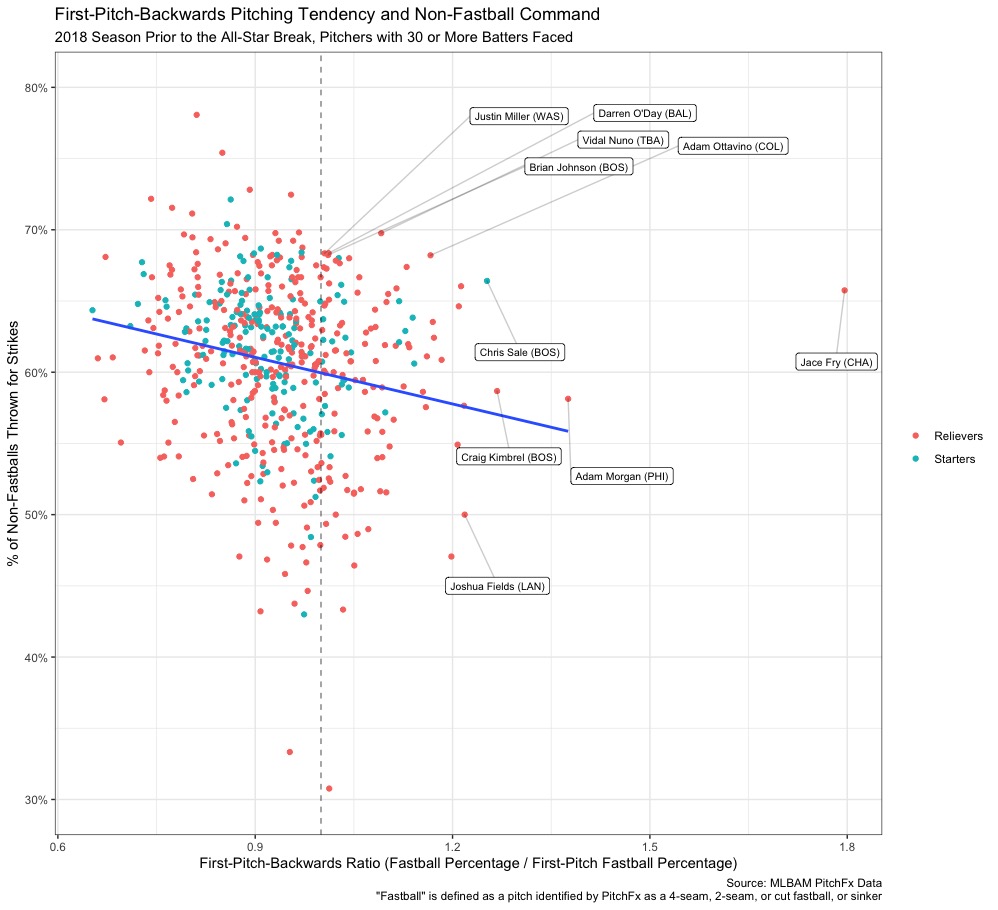 First-Pitch-Backwards Pitching Tendency and Non-Fastball Command
2018 Season Prior to the All-Star Break, Pitchers with 30 or More Batters Faced
% of Non-Fastballs Thrown for Strikes
80%
70%
60%
50%
40%
30%
Justin Miller (WAS)
Darren O'Day (BAL)
Vidal Nuno (TBA)
Adam Ottavino (COL)
Brian Johnson (BOS)
Chris Sale (BOS)
Jace Fry (CHA)
Craig Kimbrel (BOS)
Adam Morgan (PHI)
Joshua Fields (LAN)
Relievers
Starters
0.6
0.9
1.2
1.5
1.8
First-Pitch-Backwards Ratio (Fastball Percentage / First-Pitch Fastball Percentage)
Source: MLBAM PitchFx Data
"Fastball" is defined as a pitch identified by PitchFx as a 4-seam, 2-seam, or cut fastball, or sinker